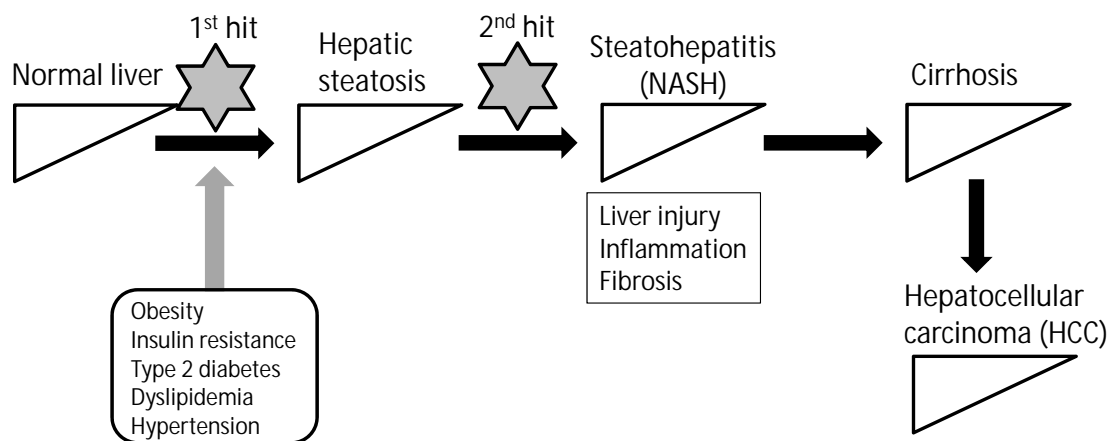 1st hit
2nd hit
Normal liver
Hepatic
steatosis
Steatohepatitis
(NASH)
Cirrhosis
Liver injury
Inflammation
Fibrosis
Hepatocellular
carcinoma (HCC)
Obesity
Insulin resistance
Type 2 diabetes
Dyslipidemia
Hypertension